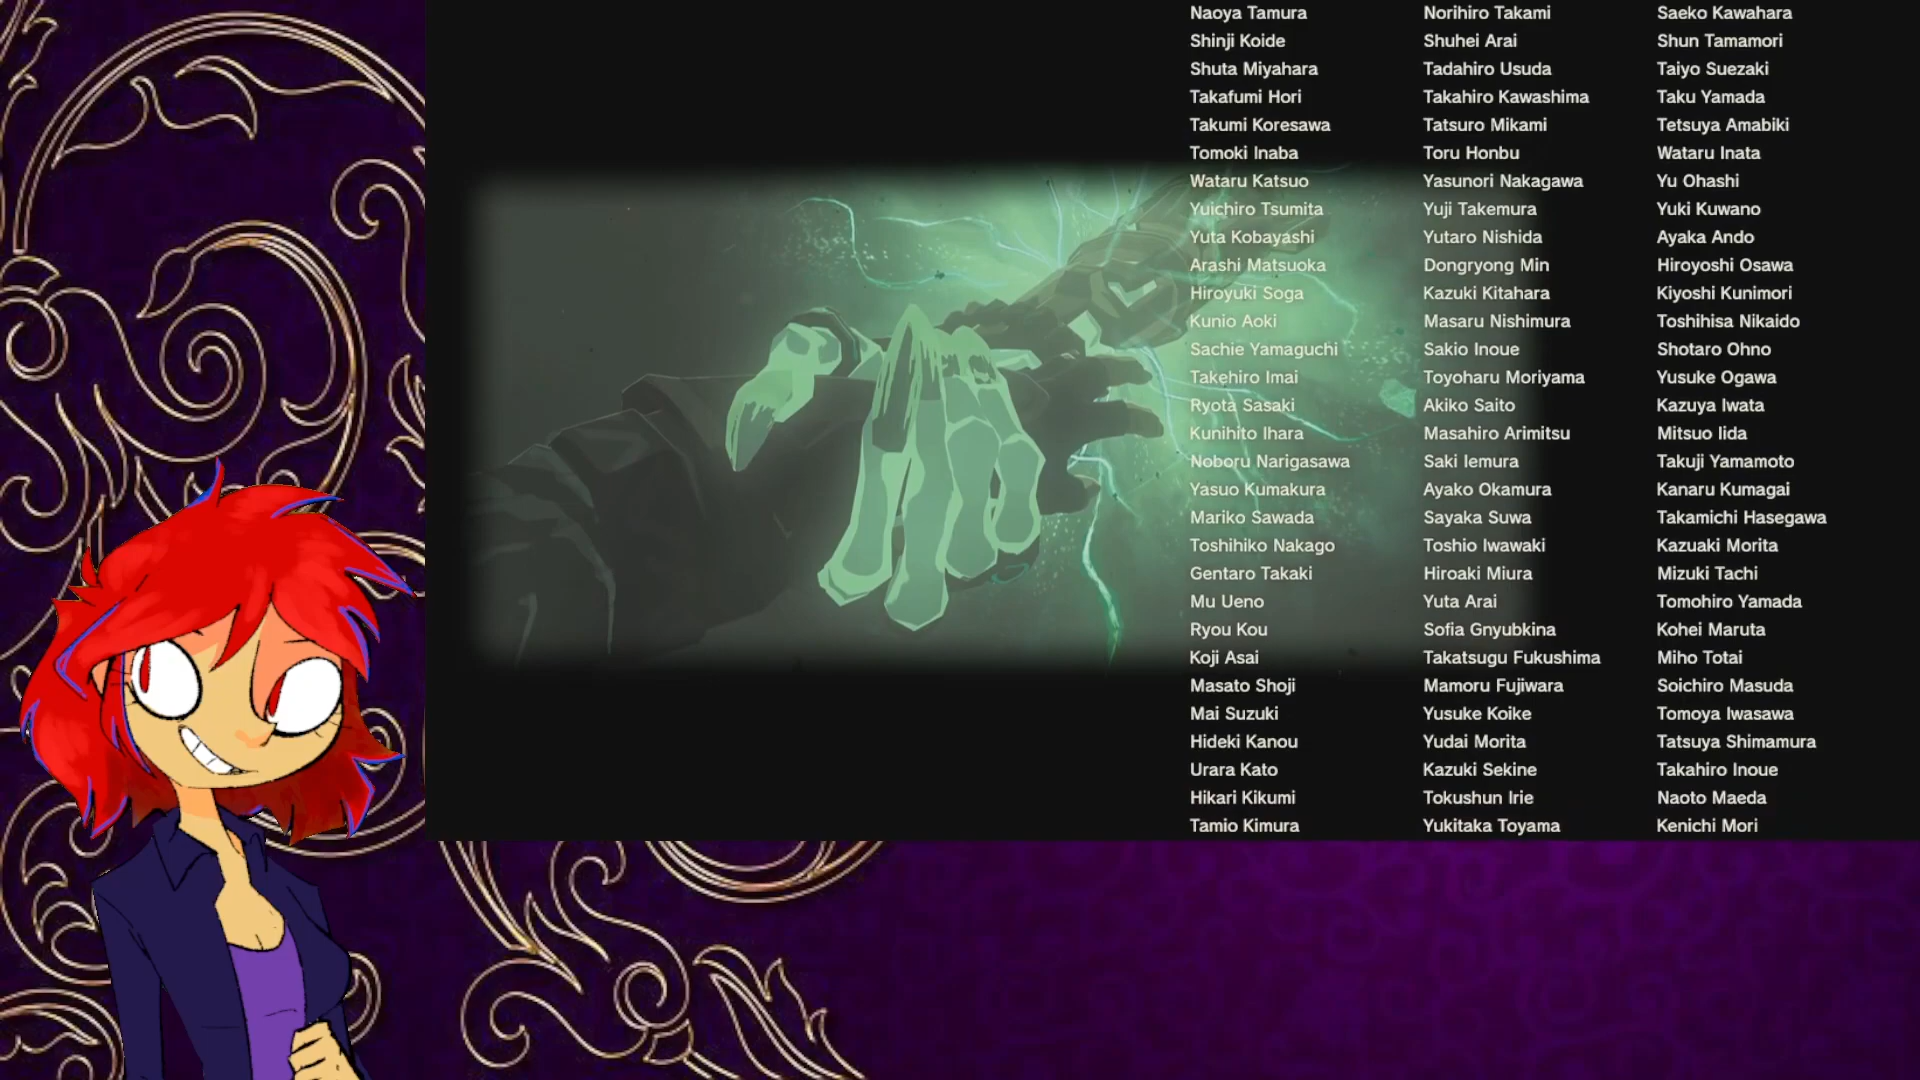 Naoya Tamura Norihiro Takami Saeko Kawahara
Shinji Koide Shuhei Arai Shun Tamamori
Shuta Miyahara Tadahiro Usuda Taiyo Suezaki
Takafumi Hori Takahiro Kawashima Taku Yamada
Takumi Koresawa Tatsuro Mikami Tetsuya Amabiki
Tomoki Inaba Toru Honbu Wataru Inata
Wataru Katsuo Yasunori Nakagawa Yu Ohashi
Yuichiro Tsumita Yuji Takemura Yuki Kuwano
Yuta Kobayashi Yutaro Nishida Ayaka Ando
Arashi Matsuoka Dongryong Min Hiroyoshi Osawa
Hiroyuki Soga Kazuki Kitahara Kiyoshi Kunimori
Kunio Aoki Masaru Nishimura Toshihisa Nikaido
Sachie Yamaguchi Sakio Inoue Shotaro Ohno
Takehiro Imai Toyoharu Moriyama Yusuke Ogawa
Ryota Sasaki Akiko Saito Kazuya Iwata
Kunihito Ihara Masahiro Arimitsu Mitsuo Iida
Noboru Narigasawa Saki Iemura Takuji Yamamoto
Yasuo Kumakura Ayako Okamura Kanaru Kumagai
Mariko Sawada Sayaka Suwa Takamichi Hasegawa
Toshihiko Nakago Toshio Iwawaki Kazuaki Morita
Gentaro Takaki Hiroaki Miura Mizuki Tachi
Mu Ueno Yuta Arai Tomohiro Yamada
Ryou Kou Sofia Gnyubkina Kohei Maruta
Koji Asai Takatsugu Fukushima Miho Totai
Masato Shoji Mamoru Fujiwara Soichiro Masuda
Mai Suzuki Yusuke Koike Tomoya Iwasawa
Hideki Kanou Yudai Morita Tatsuya Shimamura
Urara Kato Kazuki Sekine Takahiro Inoue
Hikari Kikumi Tokushun Irie Naoto Maeda
Tamio Kimura Yukitaka Toyama Kenichi Mori